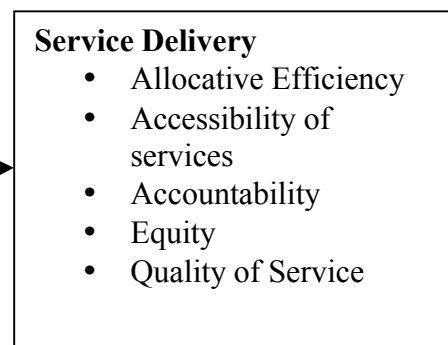 Service Delivery
• Allocative Efficiency
• Accessibility of
services
• Accountability
• Equity
• Quality of Service